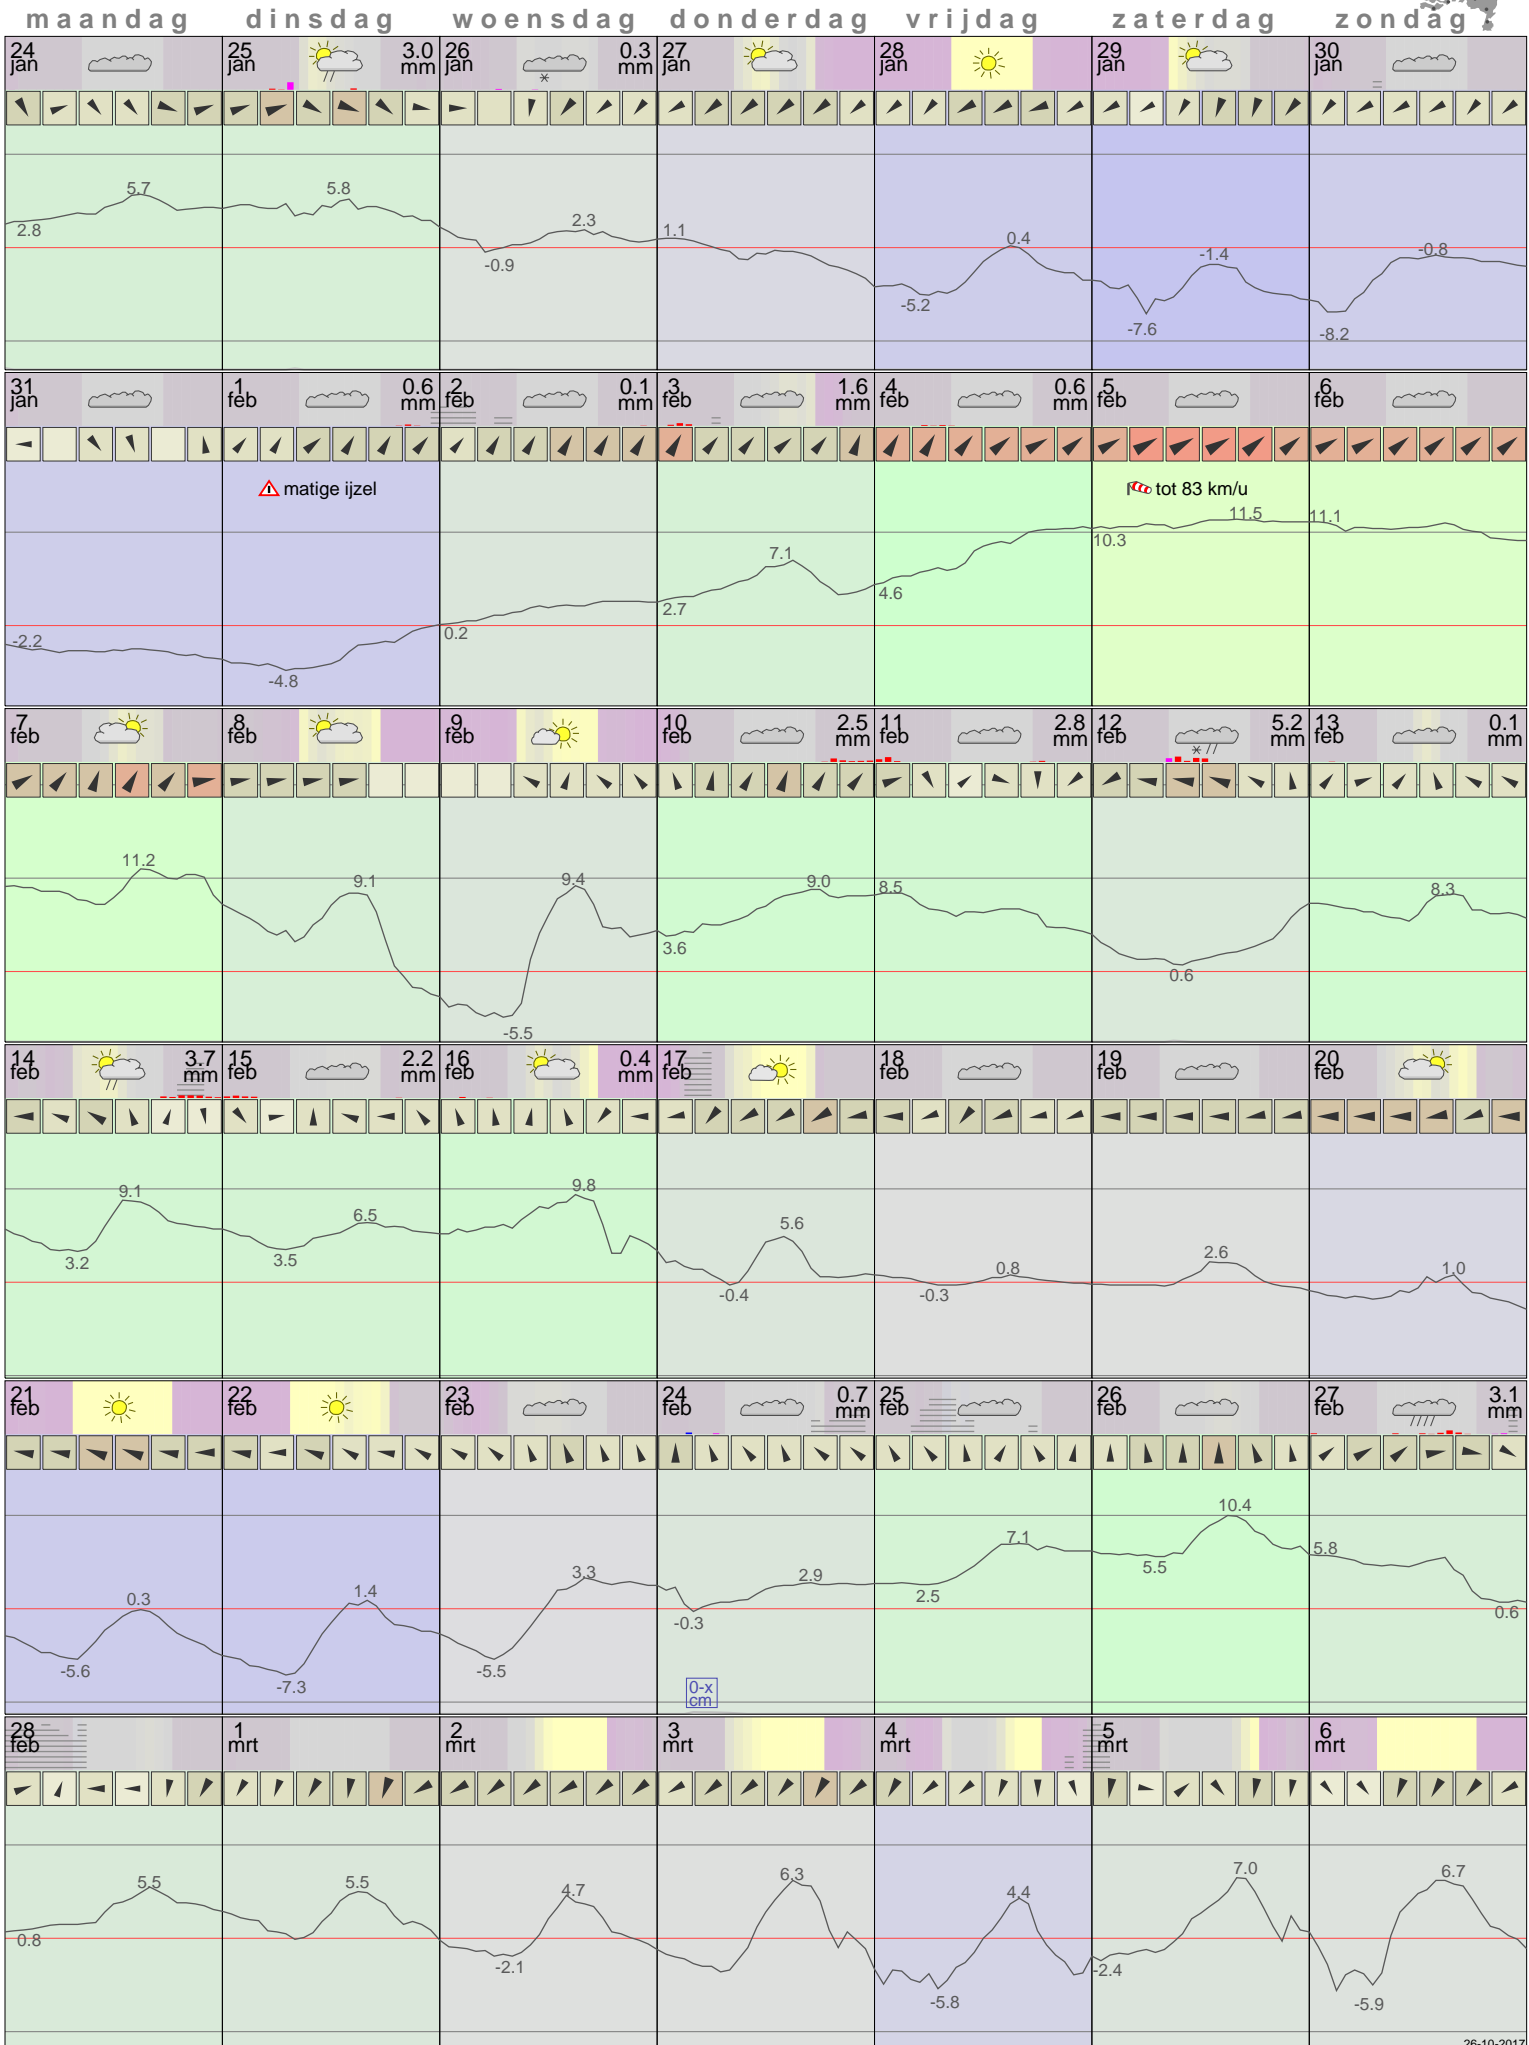 maandag dinsdag woensdag donderdag vrijdag zaterdag zondag
24 25 3.0 26 0.3 27 28 29 30
jan jan mm jan mm jan jan jan jan
5.7 5.8
2.8 -0.9 2.3 1.1 -5.2 0.4 -7.6 -1.4 -8.2 -0.8
31 1 0.6 2 0.1 3 1.6 4 0.6 5 6
jan feb mm feb mm feb mm feb mm feb feb
matige ijzel tot 83 km/u
-2.2 -4.8 0.2 2.7 7.1 4.6 10.3 11.5 11.1
7 8 9 10 2.5 11 2.8 12 5.2 13 0.1
feb feb feb feb mm feb mm feb mm feb mm
11.2 9.1 -5.5 9.4 3.6 9.0 8.5 0.6 8.3
14 3.7 15 2.2 16 0.4 17 18 19 20
feb mm feb mm feb mm feb feb feb feb
3.2 9.1 3.5 6.5 9.8 -0.4 5.6 -0.3 0.8 2.6 1.0
21 22 23 24 0.7 25 26 27 3.1
feb feb feb feb mm feb feb feb mm
-5.6 0.3 -7.3 1.4 -5.5 3.3 -0.3 2.9 2.5 7.1 5.5 10.4 5.8 0.6
0-x
cm
28 1 2 3 4 5 6
feb mrt mrt mrt mrt mrt mrt
0.8 5.5 5.5 -2.1 4.7 6.3 -5.8 4.4 -2.4 7.0 -5.9 6.7
26-10-2017